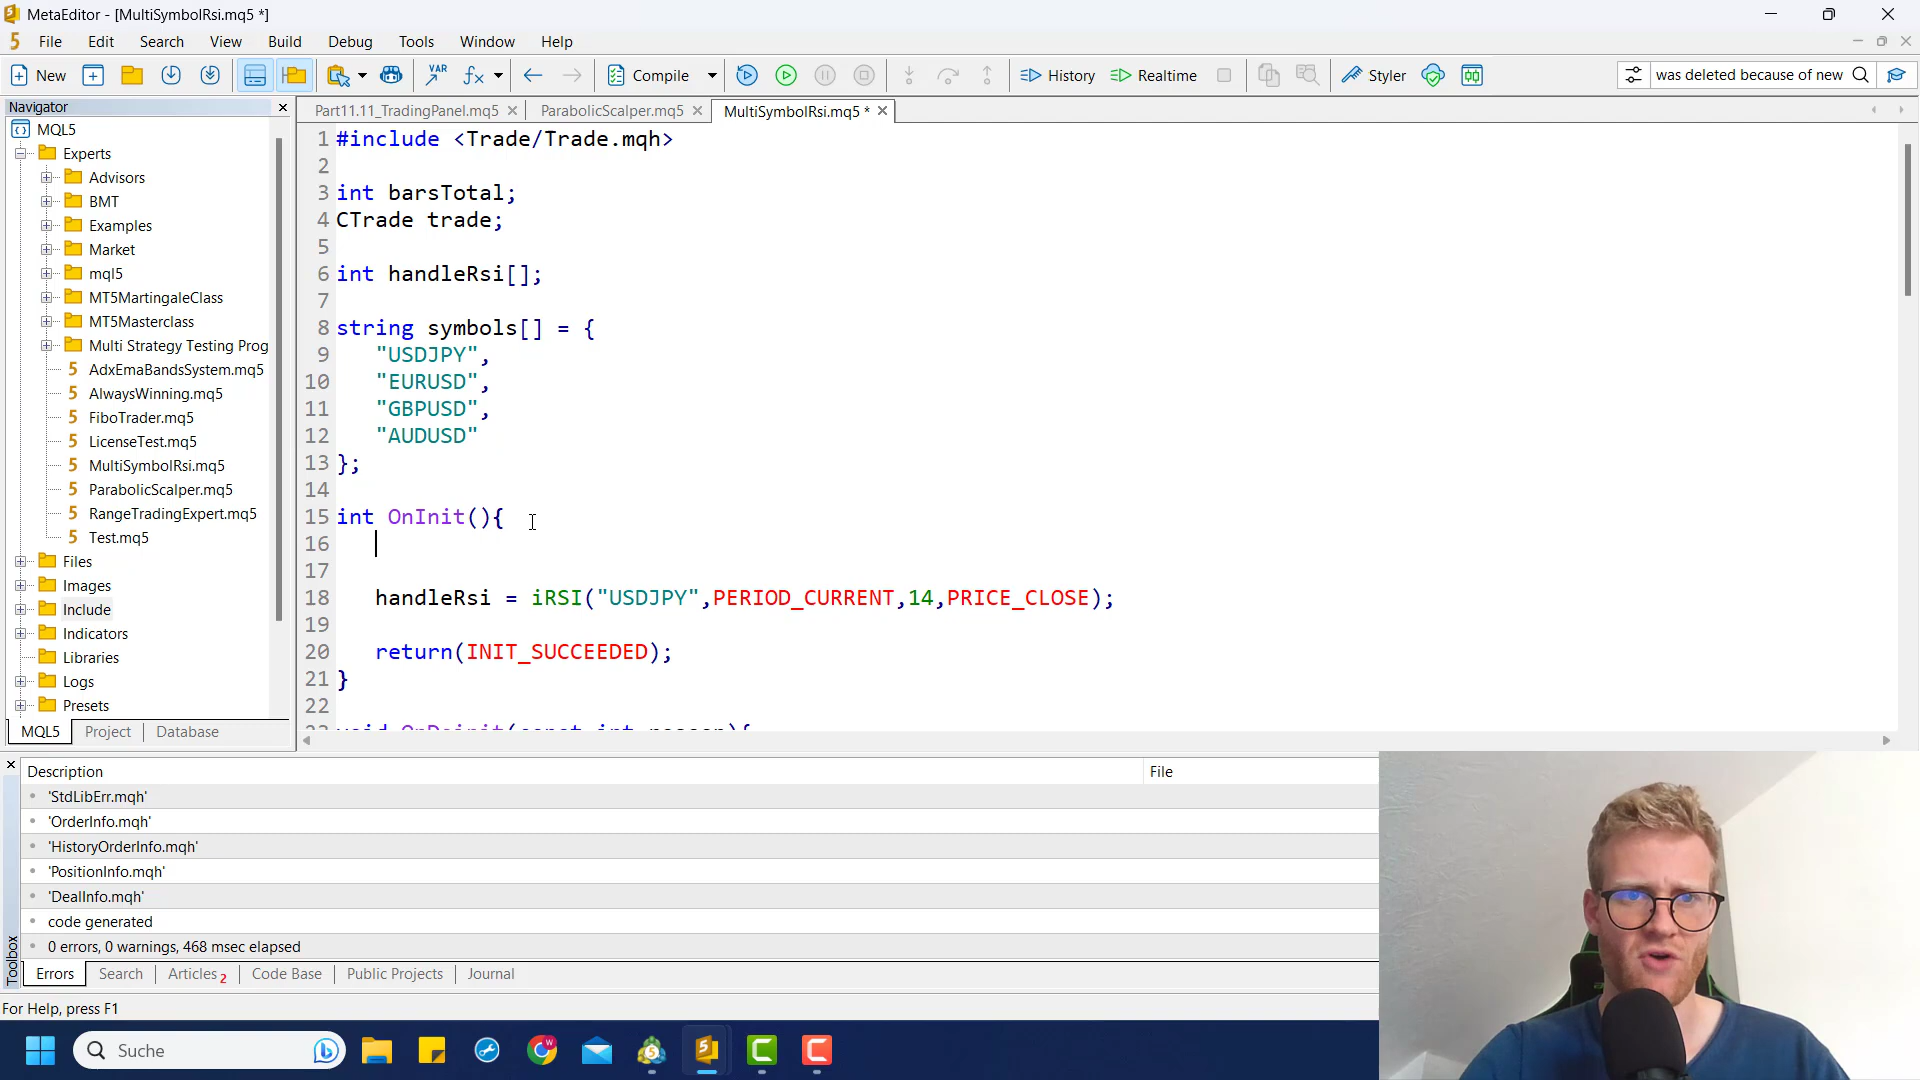 MetaEditor - [MultiSymbolRsi.mq5 *]
File Edit Search View Build Debug Tools Window Help
New VAR Compile History Realtime Styler was deleted because of new
Navigator
MQL5
Experts
Advisors
BMT
Examples
Market
mql5
MT5MartingaleClass
MT5Masterclass
Multi Strategy Testing Prog
AdxEmaBandsSystem.mq5
AlwaysWinning.mq5
FiboTrader.mq5
LicenseTest.mq5
MultiSymbolRsi.mq5
ParabolicScalper.mq5
RangeTradingExpert.mq5
Test.mq5
Files
Images
Include
Indicators
Libraries
Logs
Presets
MQL5 Project Database
Part11.11_TradingPanel.mq5 ParabolicScalper.mq5 MultiSymbolRsi.mq5 *
1 #include <Trade/Trade.mqh>
2
3 int barsTotal;
4 CTrade trade;
5
6 int handleRsi[];
7
8 string symbols[] = {
9 "USDJPY",
10 "EURUSD",
11 "GBPUSD",
12 "AUDUSD"
13 };
14
15 int OnInit(){
16
17
18 handleRsi = iRSI("USDJPY",PERIOD_CURRENT,14,PRICE_CLOSE);
19
20 return(INIT_SUCCEEDED);
21 }
22
Description File
'StdLibErr.mqh'
'OrderInfo.mqh'
'HistoryOrderInfo.mqh'
'PositionInfo.mqh'
'DealInfo.mqh'
code generated
0 errors, 0 warnings, 468 msec elapsed
Toolbox
Errors Search Articles 2 Code Base Public Projects Journal
For Help, press F1
Suche